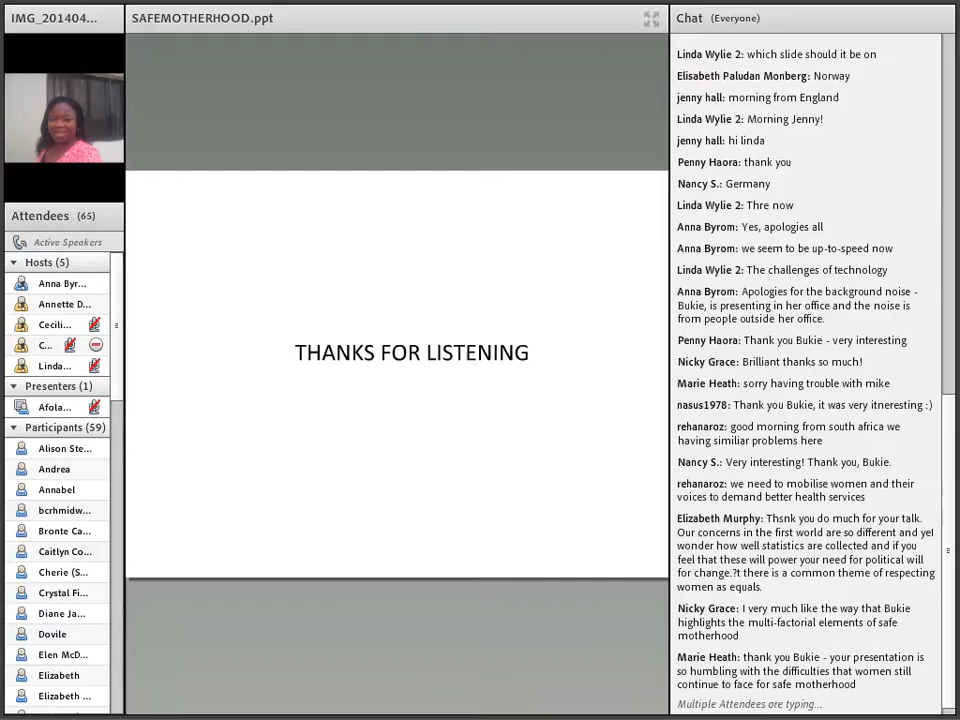 IMG_201404...
Attendees (65)
Active Speakers
Hosts (5)
Anna Byr...
Annette D...
Cecili...
C...
Linda...
Presenters (1)
Afola...
Participants (59)
Alison Ste...
Andrea
Annabel
bcrhmidw...
Bronte Ca...
Caitlyn Co...
Cherie (S...
Crystal Fi...
Diane Ja...
Dovile
Elen McD...
Elizabeth
Elizabeth ...
SAFEMOTHERHOOD.ppt
THANKS FOR LISTENING
Chat (Everyone)
Linda Wylie 2: which slide should it be on
Elisabeth Paludan Monberg: Norway
jenny hall: morning from England
Linda Wylie 2: Morning Jenny!
jenny hall: hi linda
Penny Haora: thank you
Nancy S.: Germany
Linda Wylie 2: Thre now
Anna Byrom: Yes, apologies all
Anna Byrom: we seem to be up-to-speed now
Linda Wylie 2: The challenges of technology
Anna Byrom: Apologies for the background noise -
Bukie, is presenting in her office and the noise is
from people outside her office.
Penny Haora: Thank you Bukie - very interesting
Nicky Grace: Brilliant thanks so much!
Marie Heath: sorry having trouble with mike
nasus1978: Thank you Bukie, it was very itneresting :)
rehanaroz: good morning from south africa we
having similiar problems here
Nancy S.: Very interesting! Thank you, Bukie.
rehanaroz: we need to mobilise women and their
voices to demand better health services
Elizabeth Murphy: Thsnk you do much for your talk.
Our concerns in the first world are so different and yeI
wonder how well statistics are collected and if you
feel that these will power your need for political will
for change.?t there is a common theme of respecting
women as equals.
Nicky Grace: I very much like the way that Bukie
highlights the multi-factorial elements of safe
motherhood
Marie Heath: thank you Bukie - your presentation is
so humbling with the difficulties that women still
continue to face for safe motherhood
Multiple Attendees are typing...